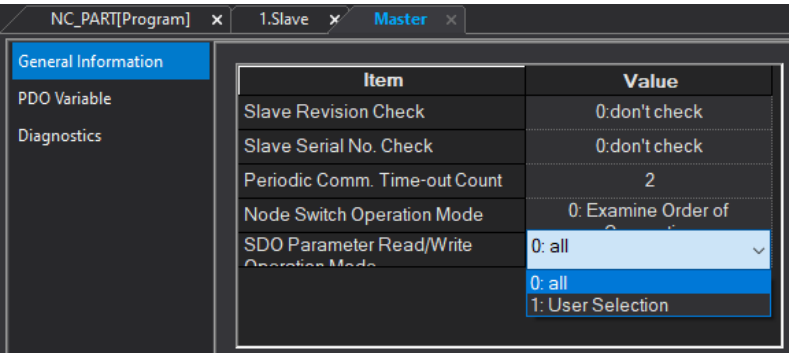 NC_PART[Program] x 1.Slave x Master x
General Information
PDO Variable
Diagnostics
Item Value
Slave Revision Check 0:don't check
Slave Serial No. Check 0:don't check
Periodic Comm. Time-out Count 2
Node Switch Operation Mode 0: Examine Order of
SDO Parameter Read/Write 0: all
Operation Mode
0: all
1: User Selection